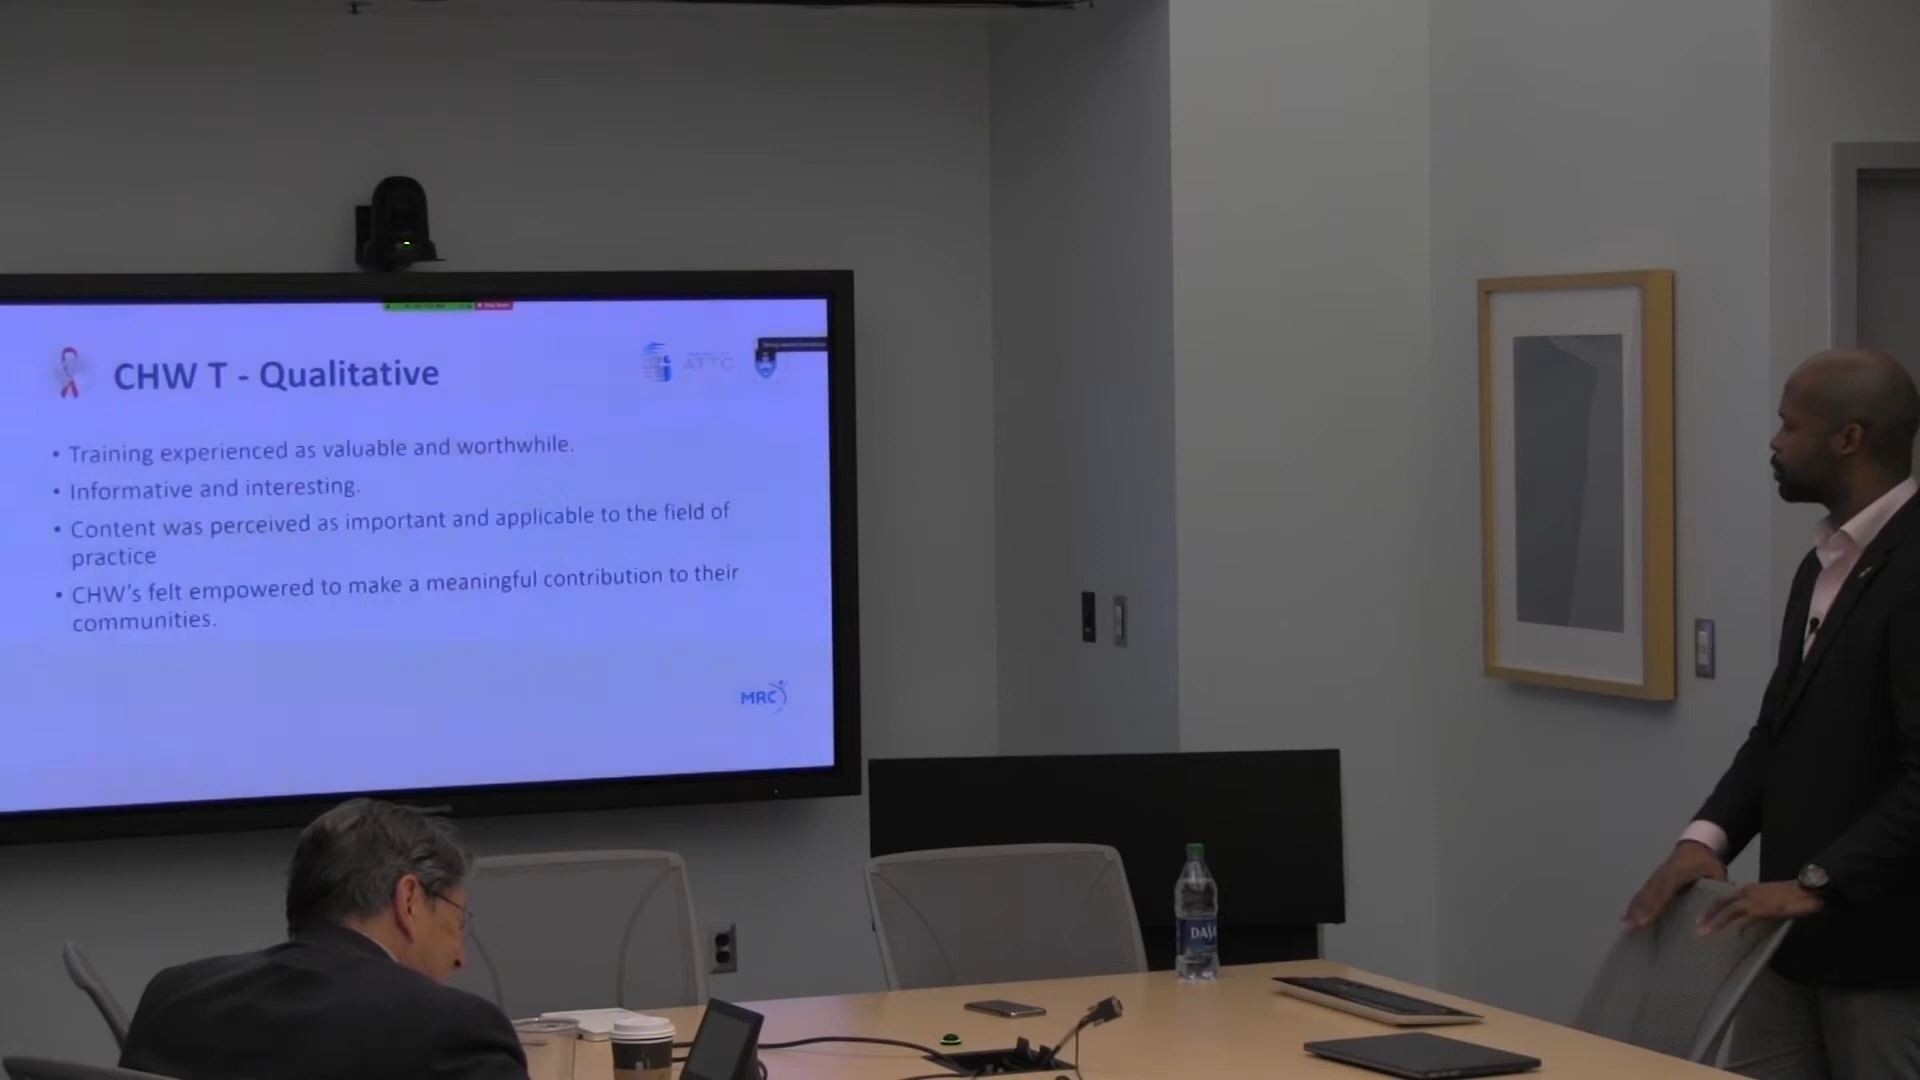 CHW T - Qualitative
ATTC
• Training experienced as valuable and worthwhile.
• Informative and interesting.
• Content was perceived as important and applicable to the field of
practice
• CHW's felt empowered to make a meaningful contribution to their
communities.
MRC